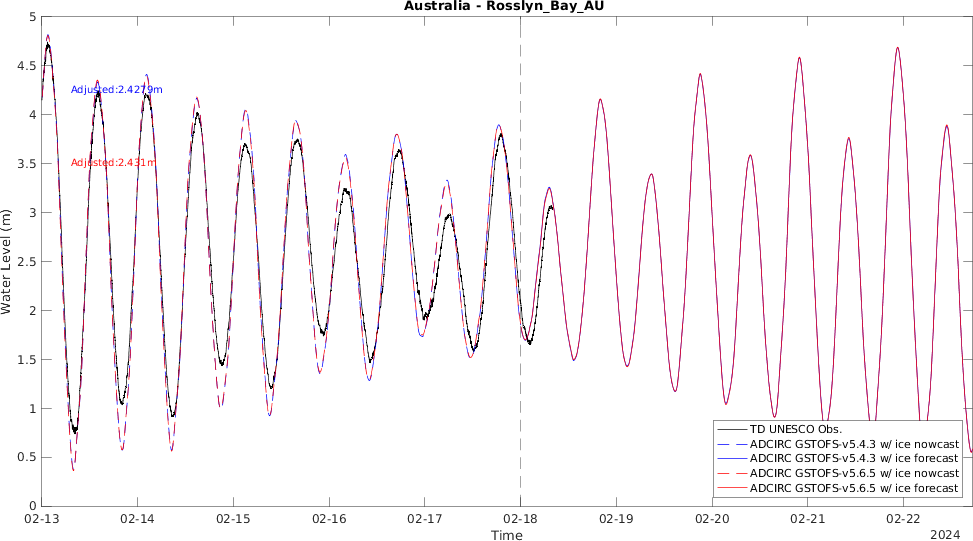 Australia - Rosslyn_Bay_AU
5
4.5
4
3.5
3
2.5
2
1.5
1
0.5
0
Water Level (m)
Adjusted:2.4279m
Adjusted:2.431m
TD UNESCO Obs.
ADCIRC GSTOFS-v5.4.3 w/ ice nowcast
ADCIRC GSTOFS-v5.4.3 w/ ice forecast
ADCIRC GSTOFS-v5.6.5 w/ ice nowcast
ADCIRC GSTOFS-v5.6.5 w/ ice forecast
02-13 02-14 02-15 02-16 02-17 02-18 02-19 02-20 02-21 02-22
Time
2024